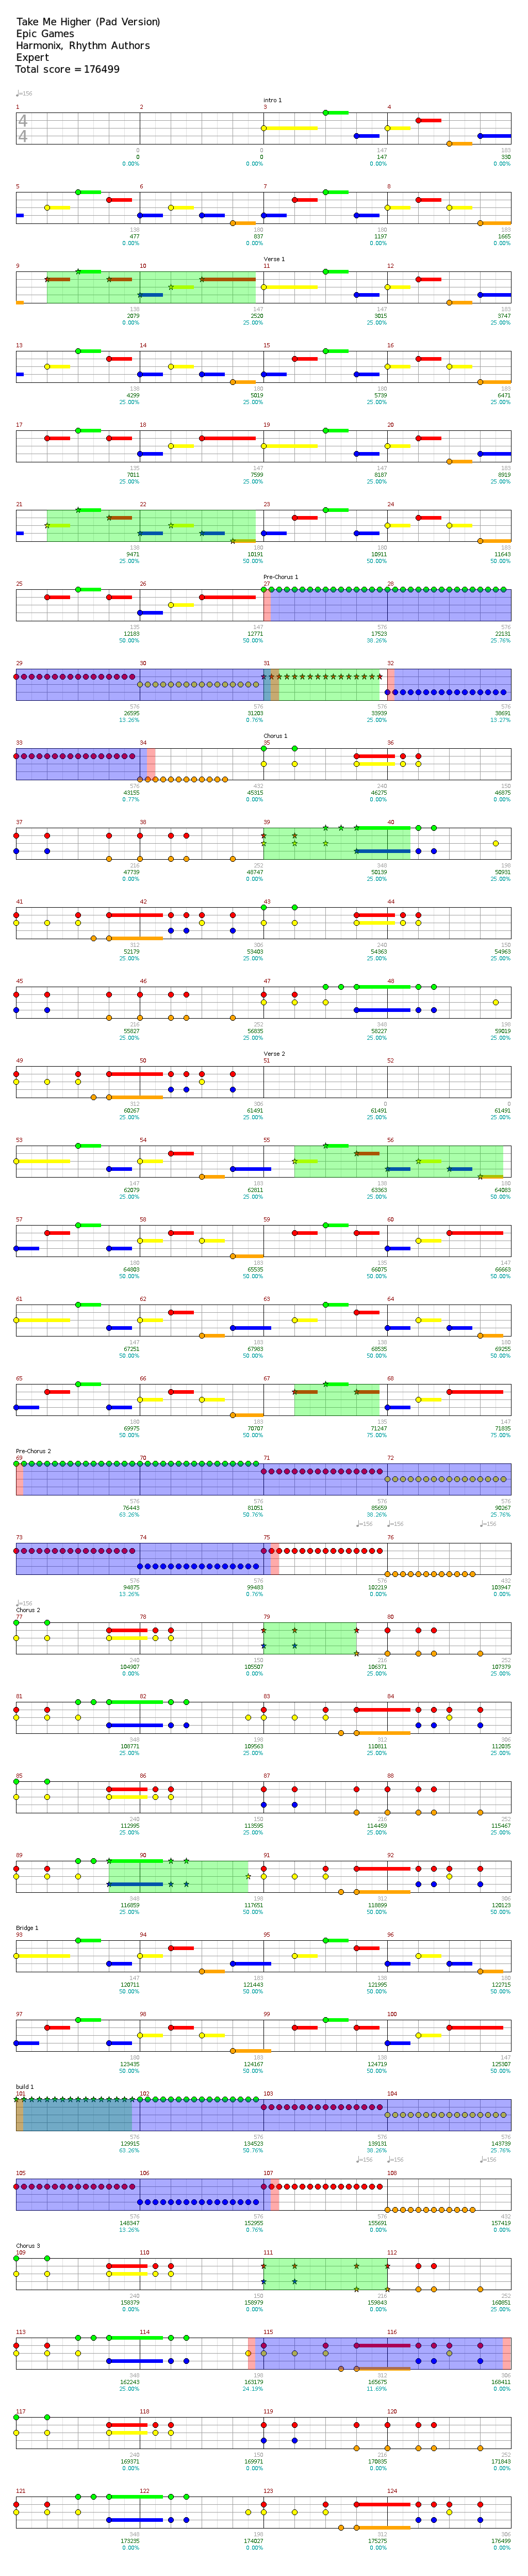 Take Me Higher (Pad Version)
Epic Games
Harmonix, Rhythm Authors
Expert
Total score = 176499
♩=156
Intro 1
1 2 3 4
4
4
0 0 147 183
0 0 147 330
0.00% 0.00% 0.00% 0.00%
5 6 7 8
477 837 1197 1665
0.00% 0.00% 0.00% 0.00%
Verse 1
9 10 11 12
2079 2520 3015 3747
0.00% 25.00% 25.00% 25.00%
13 14 15 16
4299 5019 5739 6471
25.00% 25.00% 25.00% 25.00%
17 18 19 20
135 147 147 183
7011 7599 8187 8919
25.00% 25.00% 25.00% 25.00%
21 22 23 24
9471 10191 10911 11643
25.00% 50.00% 50.00% 50.00%
Pre-Chorus 1
25 26 27 28
135 147 576 576
12183 12771 17523 22131
50.00% 50.00% 38.26% 25.76%
29 30 31 32
576 576 576 576
26595 31203 33939 38691
13.26% 0.76% 25.00% 13.27%
Chorus 1
33 34 35 36
576 432 240 150
43155 45315 46275 46875
0.77% 0.00% 0.00% 0.00%
37 38 39 40
216 252 348 198
47739 48747 50139 50931
0.00% 0.00% 25.00% 25.00%
41 42 43 44
312 306 240 150
52179 53403 54363 54963
25.00% 25.00% 25.00% 25.00%
45 46 47 48
216 252 348 198
55827 56835 58227 59019
25.00% 25.00% 25.00% 25.00%
Verse 2
49 50 51 52
312 306 0 0
60267 61491 61491 61491
25.00% 25.00% 25.00% 25.00%
53 54 55 56
147 183 138 180
62079 62811 63363 64083
25.00% 25.00% 25.00% 50.00%
57 58 59 60
180 183 135 147
64803 65535 66075 66663
50.00% 50.00% 50.00% 50.00%
61 62 63 64
147 183 138 180
67251 67983 68535 69255
50.00% 50.00% 50.00% 50.00%
65 66 67 68
180 183 135 147
69975 70707 71247 71835
50.00% 50.00% 75.00% 75.00%
Pre-Chorus 2
69 70 71 72
576 576 576 576
76443 81051 85659 90267
63.26% 50.76% 38.26% 25.76%
♩=156 ♩=156 ♩=156
73 74 75 76
576 576 576 432
94875 99483 102219 103947
13.26% 0.76% 0.00% 0.00%
♩=156
Chorus 2
77 78 79 80
240 150 216 252
104907 105507 106371 107379
0.00% 0.00% 25.00% 25.00%
81 82 83 84
348 198 312 306
108771 109563 110811 112035
25.00% 25.00% 25.00% 25.00%
85 86 87 88
240 150 216 252
112995 113595 114459 115467
25.00% 25.00% 25.00% 25.00%
89 90 91 92
348 198 312 306
116859 117651 118899 120123
25.00% 50.00% 50.00% 50.00%
Bridge 1
93 94 95 96
147 183 138 180
120711 121443 121995 122715
50.00% 50.00% 50.00% 50.00%
97 98 99 100
180 183 138 147
123435 124167 124719 125307
50.00% 50.00% 50.00% 50.00%
build 1
101 102 103 104
576 576 576 576
129915 134523 139131 143739
63.26% 50.76% 38.26% 25.76%
♩=156 ♩=156 ♩=156
105 106 107 108
576 576 576 432
148347 152955 155691 157419
13.26% 0.76% 0.00% 0.00%
Chorus 3
109 110 111 112
240 150 216 252
158379 158979 159843 160851
0.00% 0.00% 0.00% 25.00%
113 114 115 116
348 198 312 306
162243 163179 165675 168411
25.00% 24.19% 11.69% 0.00%
117 118 119 120
240 150 216 252
169371 169971 170835 171843
0.00% 0.00% 0.00% 0.00%
121 122 123 124
348 198 312 306
173235 174027 175275 176499
0.00% 0.00% 0.00% 0.00%